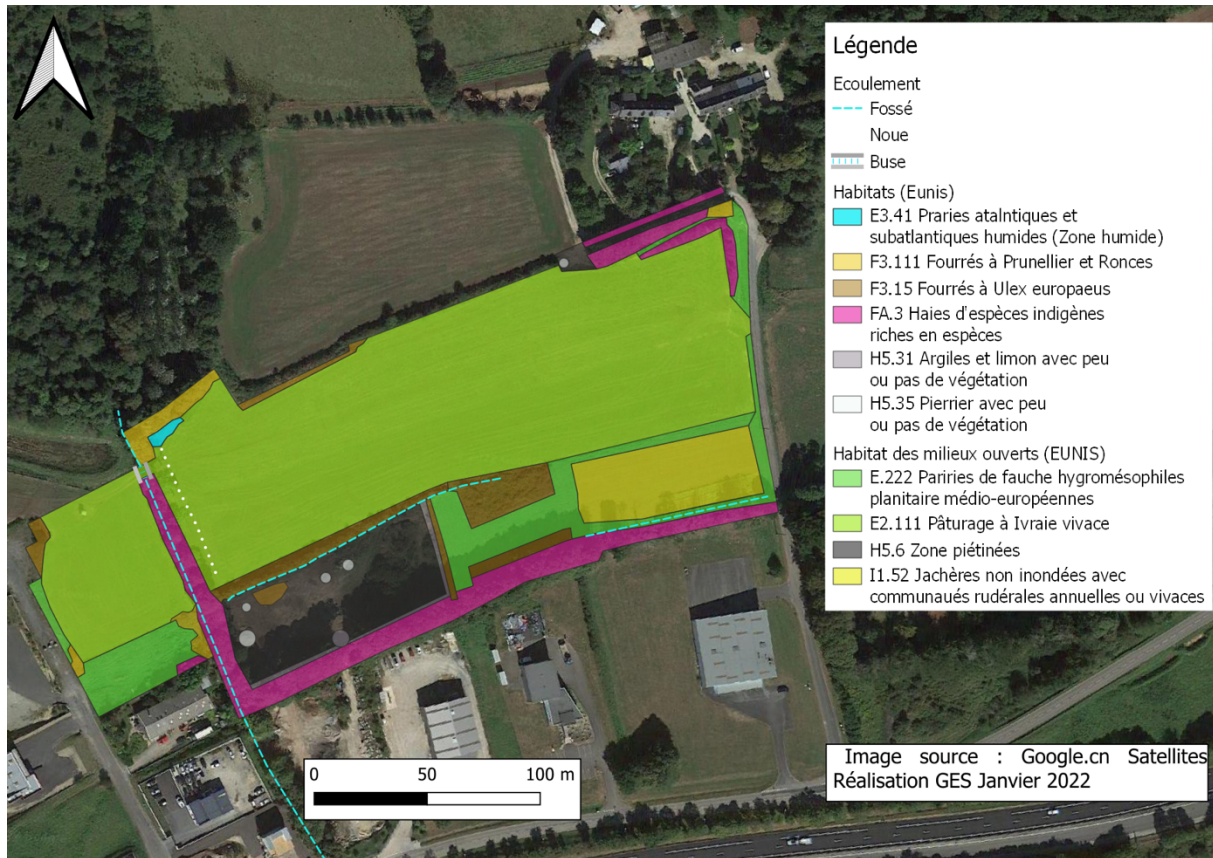 Légende
Ecoulement
Fossé
Noue
Buse
Habitats (Eunis)
E3.41 Praries atalntiques et
subatlantiques humides (Zone humide)
F3.111 Fourrés à Prunellier et Ronces
F3.15 Fourrés à Ulex europaeus
FA.3 Haies d'espèces indigènes
riches en espèces
H5.31 Argiles et limon avec peu
ou pas de végétation
H5.35 Pierrier avec peu
ou pas de végétation
Habitat des milieux ouverts (EUNIS)
E.222 Pariries de fauche hygromésophiles
planitaire médio-européennes
E2.111 Pâturage à Ivraie vivace
H5.6 Zone piétinées
I1.52 Jachères non inondées avec
communaués rudérales annuelles ou vivaces
0 50 100 m
Image source : Google.cn Satellites
Réalisation GES Janvier 2022